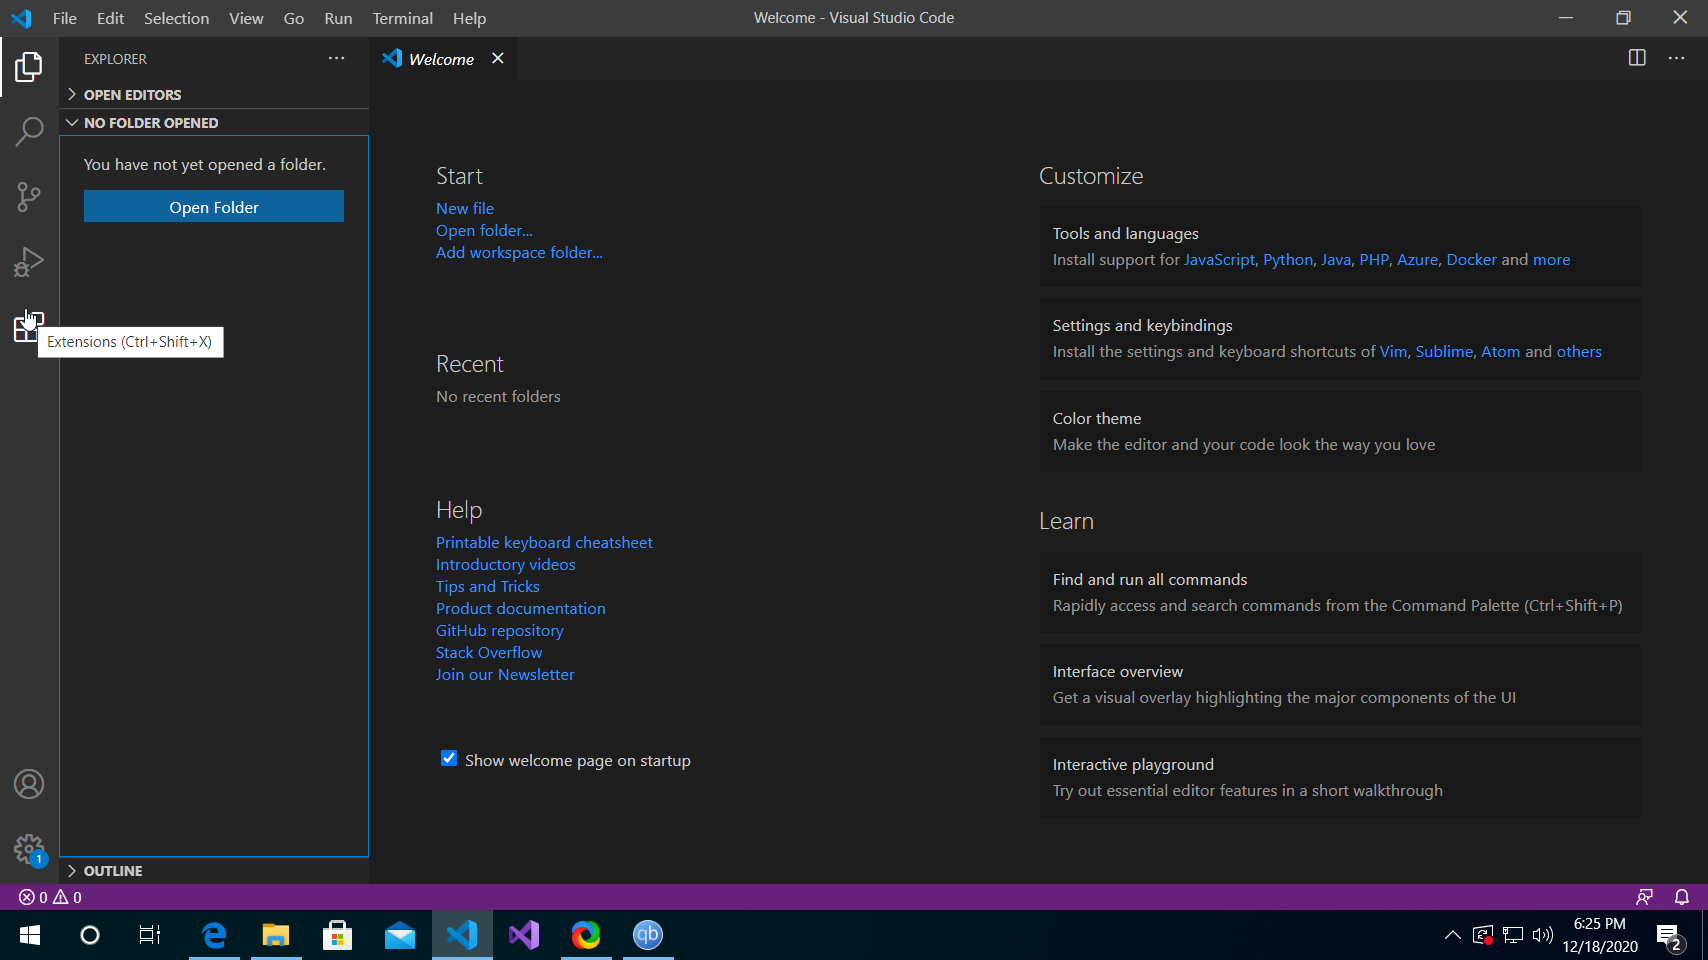 File Edit Selection View Go Run Terminal Help
Welcome - Visual Studio Code
EXPLORER
Welcome
OPEN EDITORS
NO FOLDER OPENED
You have not yet opened a folder.
Open Folder
Extensions (Ctrl+Shift+X)
OUTLINE
Start
New file
Open folder...
Add workspace folder...
Recent
No recent folders
Help
Printable keyboard cheatsheet
Introductory videos
Tips and Tricks
Product documentation
GitHub repository
Stack Overflow
Join our Newsletter
Show welcome page on startup
Customize
Tools and languages
Install support for JavaScript, Python, Java, PHP, Azure, Docker and more
Settings and keybindings
Install the settings and keyboard shortcuts of Vim, Sublime, Atom and others
Color theme
Make the editor and your code look the way you love
Learn
Find and run all commands
Rapidly access and search commands from the Command Palette (Ctrl+Shift+P)
Interface overview
Get a visual overlay highlighting the major components of the UI
Interactive playground
Try out essential editor features in a short walkthrough
1
0 0
qb
6:25 PM
12/18/2020
2